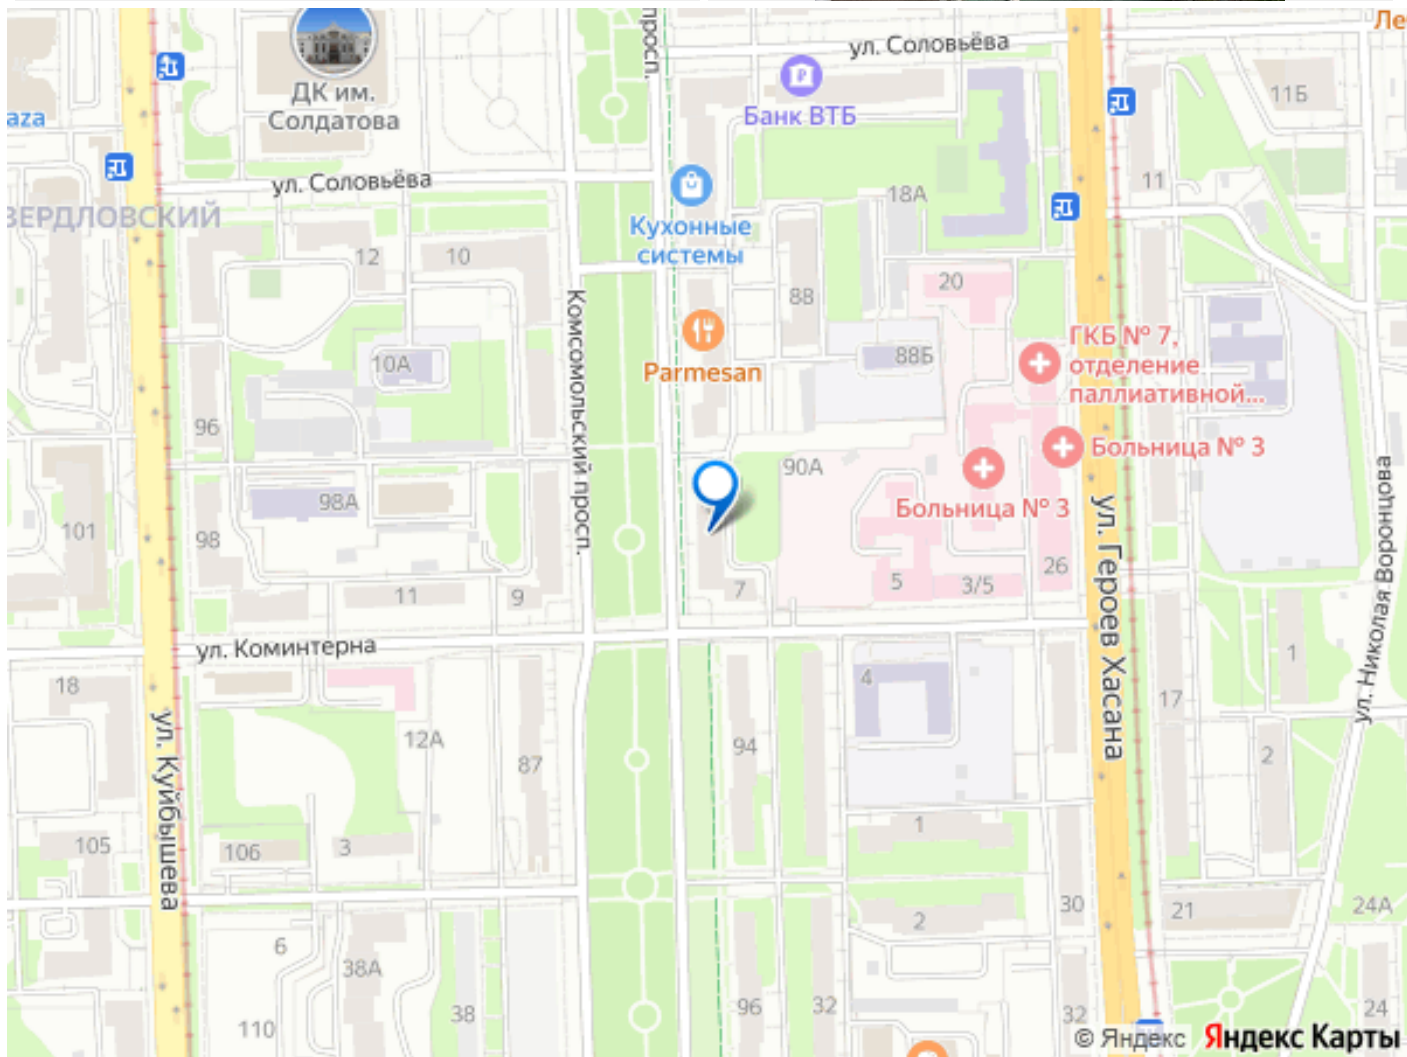 Ле
просп.
ул. Соловьёва
ДК им.
Солдатова
11Б
Банк ВТБ
aza
ул. Соловьёва
11
18А
ВЕРДЛОВСКИЙ
Кухонные
системы
12
10
20
88
Комсомольский просп.
ГКБ № 7,
отделение
паллиативной...
88Б
10А
Parmesan
96
Больница № 3
90А
98А
Больница № 3
101
98
ул. Героев Хасана
ул. Николая Воронцова
26
5
3/5
7
11
9
ул. Коминтерна
1
18
4
17
12А
94
87
2
ул. Куйбышева
105
106
3
1
30
21
24А
2
6
38А
38
96
32
32
24
110
© Яндекс Яндекс Карты